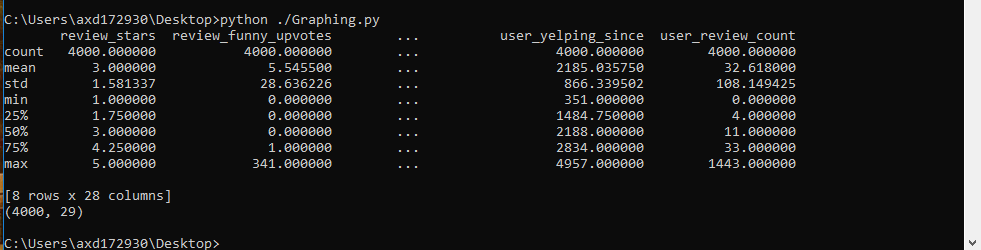 C:\Users\axd172930\Desktop>python ./Graphing.py
review_stars review_funny_upvotes ... user_yelping_since user_review_count
count 4000.000000 4000.000000 ... 4000.000000 4000.000000
mean 3.000000 5.545500 ... 2185.035750 32.618000
std 1.581337 28.636226 ... 866.339502 108.149425
min 1.000000 0.000000 ... 351.000000 0.000000
25% 1.750000 0.000000 ... 1484.750000 4.000000
50% 3.000000 0.000000 ... 2188.000000 11.000000
75% 4.250000 1.000000 ... 2834.000000 33.000000
max 5.000000 341.000000 ... 4957.000000 1443.000000
[8 rows x 28 columns]
(4000, 29)
C:\Users\axd172930\Desktop>